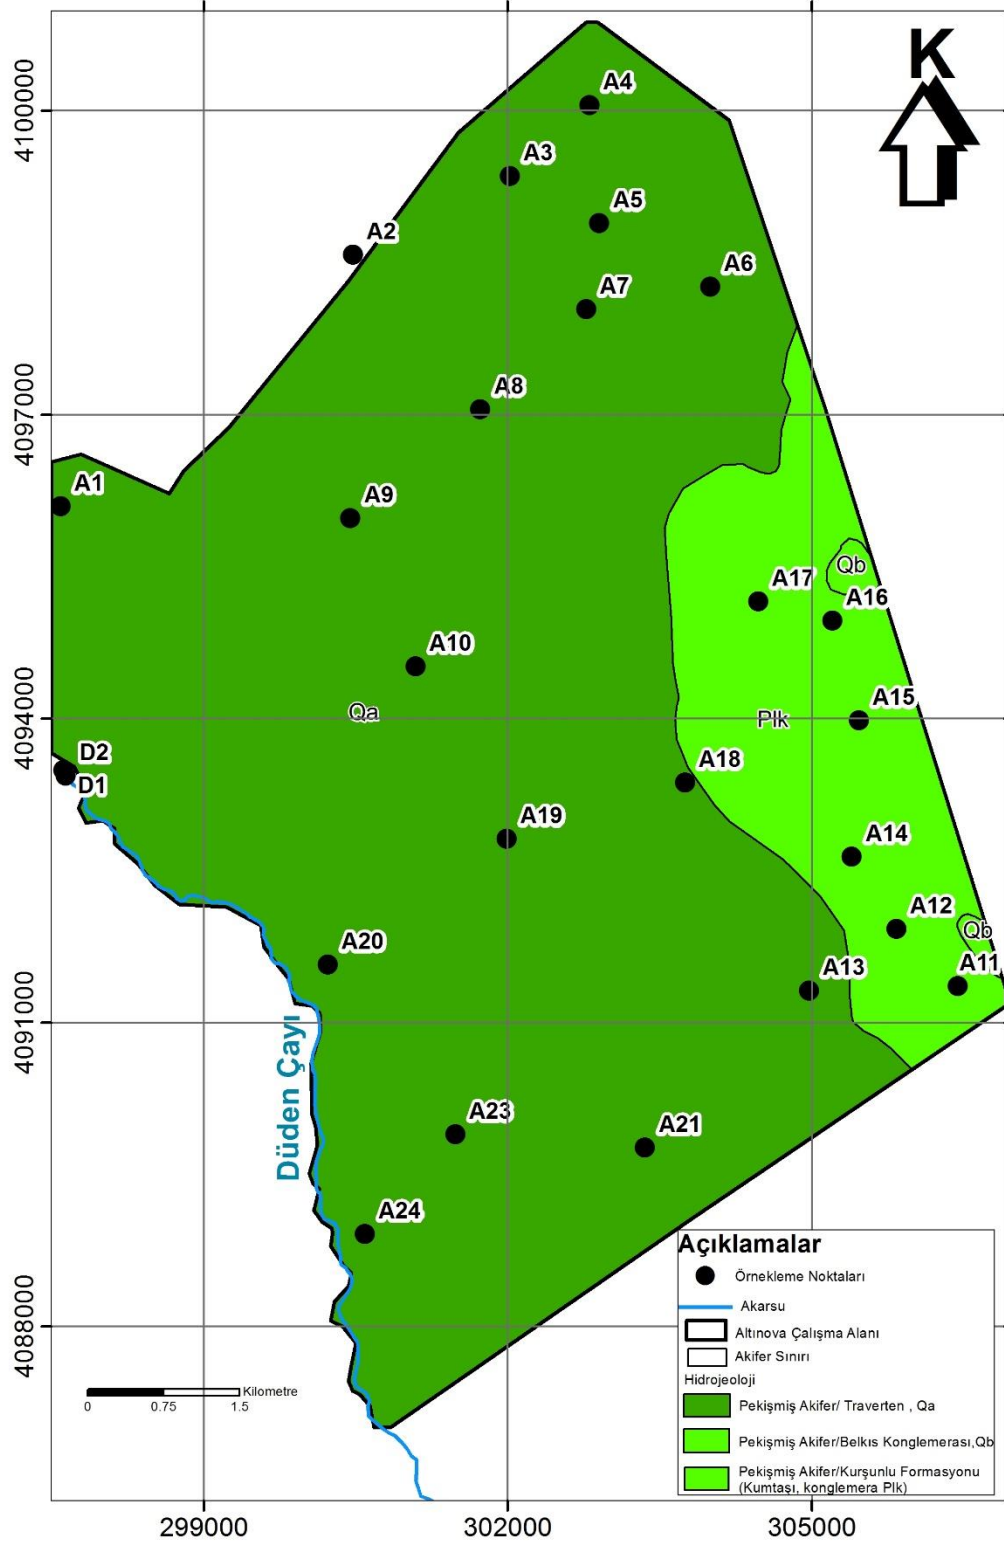 K
4100000
A4
A3
A5
A2
A6
A7
4097000
A8
A1
A9
Qb
A17
A16
A10
4094000
Qa
Plk
A15
D2
D1
A18
A19
A14
A12
Qb
A20
A13
A11
4091000
Düden Çayı
A23
A21
A24
4088000
Açıklamalar
Örnekleme Noktaları
Akarsu
Altınova Çalışma Alanı
Akifer Sınırı
Hidrojeoloji
Pekişmiş Akifer/ Traverten , Qa
Pekişmiş Akifer/Belkıs Konglemerası,Qb
Pekişmiş Akifer/Kurşunlu Formasyonu
(Kumtaşı, konglemera Plk)
Kilometre
0 0.75 1.5
299000 302000 305000